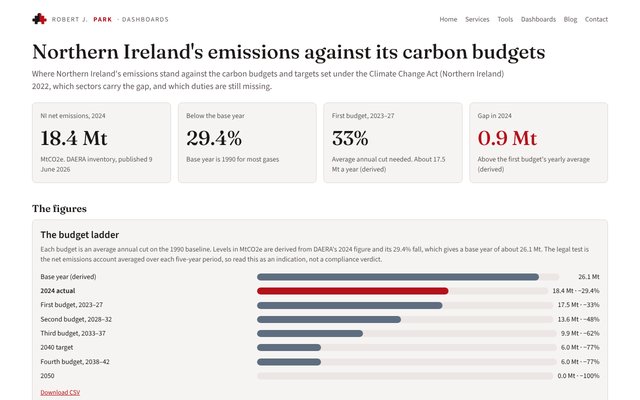 ROBERT J. PARK · DASHBOARDS
Home Services Tools Dashboards Blog Contact
Northern Ireland's emissions against its carbon budgets
Where Northern Ireland's emissions stand against the carbon budgets and targets set under the Climate Change Act (Northern Ireland)
2022, which sectors carry the gap, and which duties are still missing.
NI net emissions, 2024
18.4 Mt
MtCO2e. DAERA inventory, published 9
June 2026
Below the base year
29.4%
Base year is 1990 for most gases
First budget, 2023–27
33%
Average annual cut needed. About 17.5
Mt a year (derived)
Gap in 2024
0.9 Mt
Above the first budget's yearly average
(derived)
The figures
The budget ladder
Each budget is an average annual cut on the 1990 baseline. Levels in MtCO2e are derived from DAERA's 2024 figure and its 29.4% fall, which gives a base year of about 26.1 Mt. The legal test is
the net emissions account averaged over each five-year period, so read this as an indication, not a compliance verdict.
Base year (derived) 26.1 Mt
2024 actual 18.4 Mt · −29.4%
First budget, 2023–27 17.5 Mt · −33%
Second budget, 2028–32 13.6 Mt · −48%
Third budget, 2033–37 9.9 Mt · −62%
2040 target 6.0 Mt · −77%
Fourth budget, 2038–42 6.0 Mt · −77%
2050 0.0 Mt · −100%
Download CSV